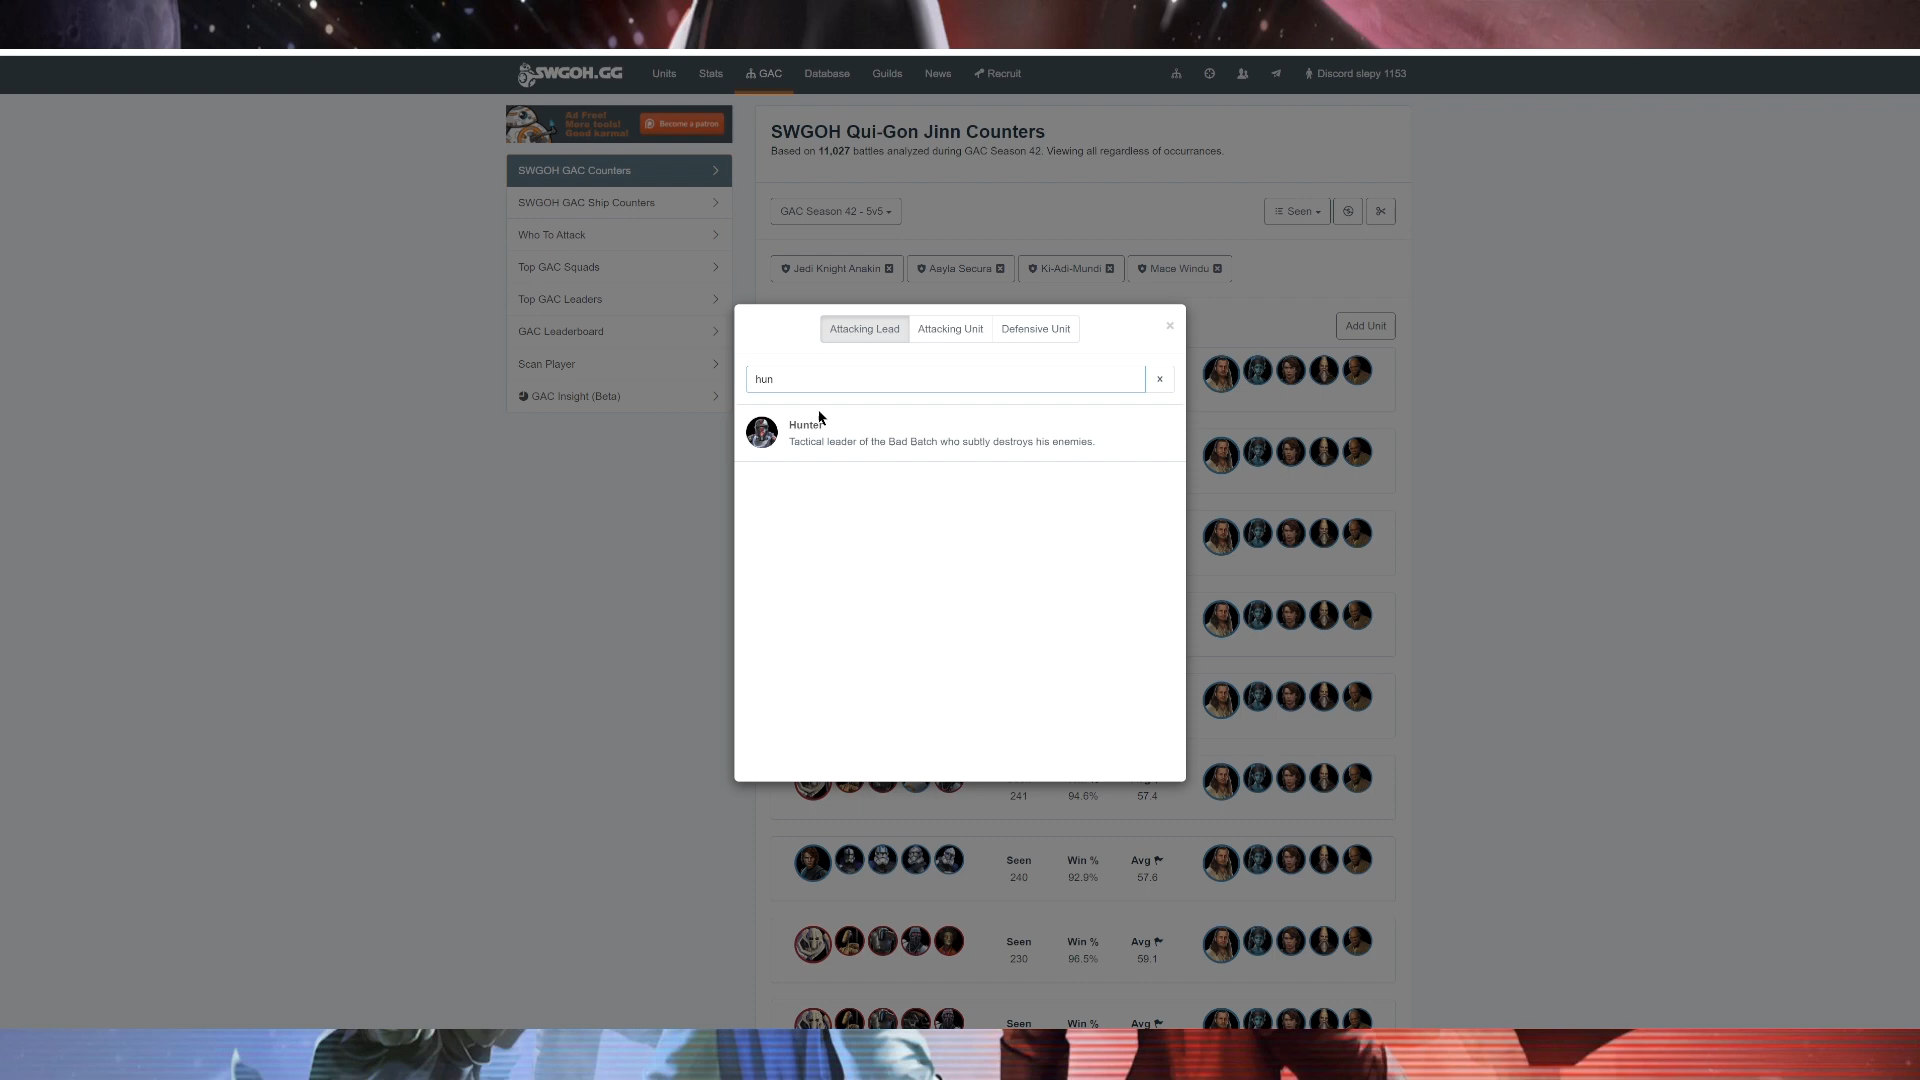 SWGOH.GG
Units
Stats
GAC
Database
Guilds
News
Recruit
Discord slepy 1153
Ad Free!
More tools!
Good karma!
Become a patron
SWGOH GAC Counters
SWGOH GAC Ship Counters
Who To Attack
Top GAC Squads
Top GAC Leaders
GAC Leaderboard
Scan Player
GAC Insight (Beta)
SWGOH Qui-Gon Jinn Counters
Based on 11,027 battles analyzed during GAC Season 42. Viewing all regardless of occurrances.
GAC Season 42 - 5v5
Seen
Jedi Knight Anakin
Aayla Secura
Ki-Adi-Mundi
Mace Windu
Add Unit
Attacking Lead
Attacking Unit
Defensive Unit
×
hun
x
Hunter
Tactical leader of the Bad Batch who subtly destroys his enemies.
241 94.6% 57.4
Seen Win % Avg
240 92.9% 57.6
Seen Win % Avg
230 96.5% 59.1
Seen Win % Avg